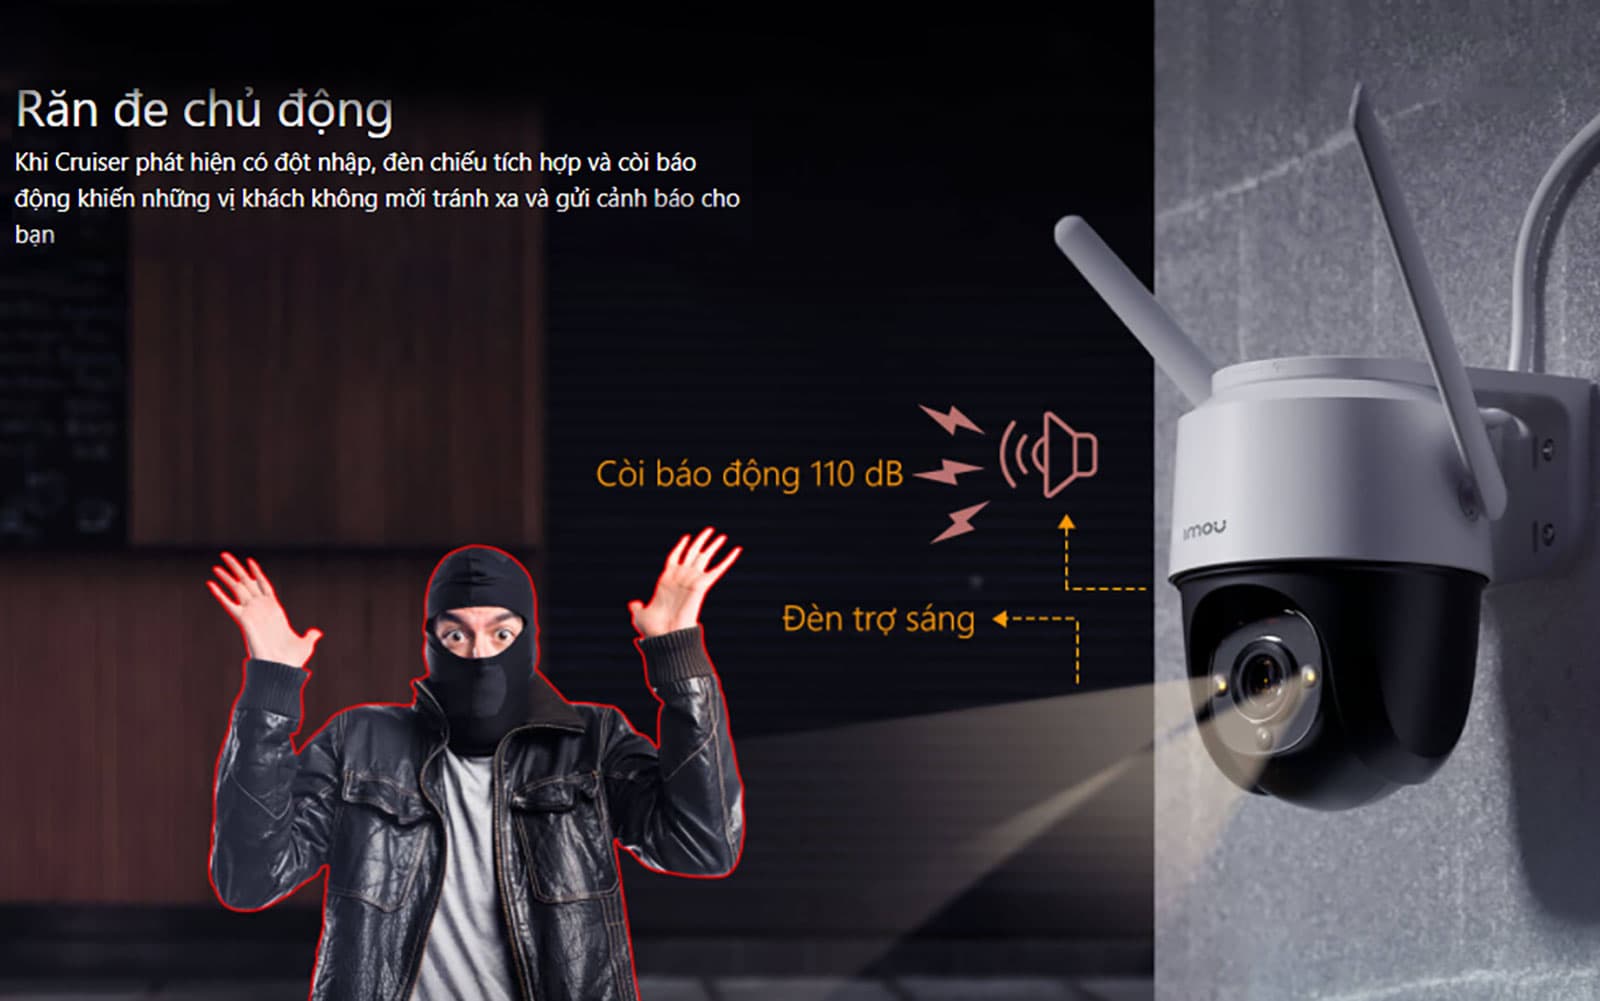 Răn đe chủ động
Khi Cruiser phát hiện có đột nhập, đèn chiếu tích hợp và còi báo
động khiến những vị khách không mời tránh xa và gửi cảnh báo cho
bạn
Còi báo động 110 dB
imou
Đèn trợ sáng